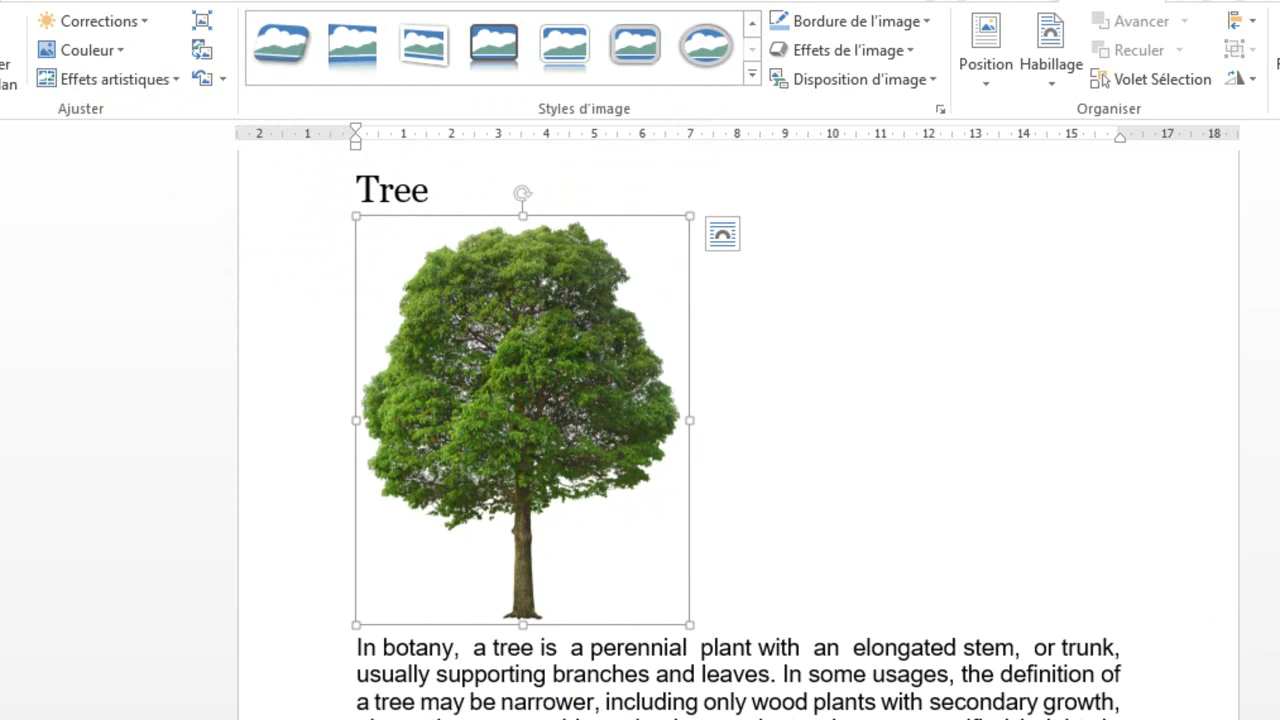 Corrections
Couleur
Effets artistiques
Ajuster
Styles d'image
Bordure de l'image
Effets de l'image
Disposition d'image
Position
Habillage
Avancer
Reculer
Volet Sélection
Organiser
2 1 1 2 3 4 5 6 7 8 9 10 11 12 13 14 15 17 18
Tree
In botany, a tree is a perennial plant with an elongated stem, or trunk,
usually supporting branches and leaves. In some usages, the definition of
a tree may be narrower, including only wood plants with secondary growth,